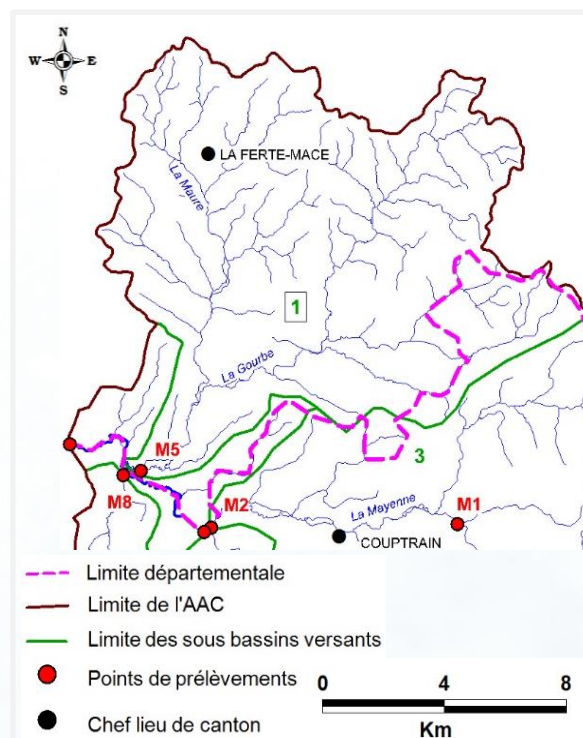 N
W E
S
LA FERTE-MACE
La Maure
1
La Gourbe
M5
3
M8
M2
La Mayenne
M1
COUPTRAIN
Limite départementale
Limite de l'AAC
Limite des sous bassins versants
Points de prélèvements
Chef lieu de canton
0 4 8
Km